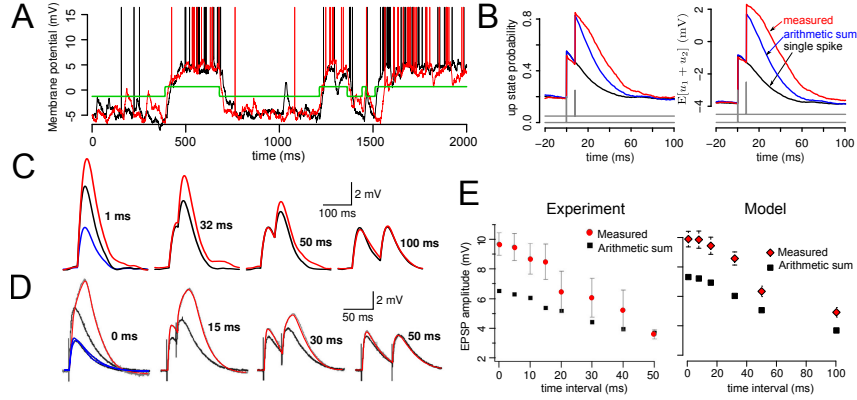 A
Membrane potential (mV)
15
10
5
0
-5
0
500
1000
1500
2000
time (ms)
B
up state probability
0.8
0.4
0.0
−20
0
20
60
100
time (ms)
E[u₁ + u₂] (mV)
2
0
−2
−4
−20
0
20
60
100
time (ms)
measured
arithmetic sum
single spike
C
1 ms
32 ms
50 ms
100 ms
2 mV
100 ms
D
0 ms
15 ms
30 ms
50 ms
2 mV
50 ms
E
Experiment
Measured
Arithmetic sum
EPSP amplitude (mV)
10
8
6
4
2
0
10
20
30
40
50
time interval (ms)
Model
Measured
Arithmetic sum
0
20
40
60
80
100
time interval (ms)